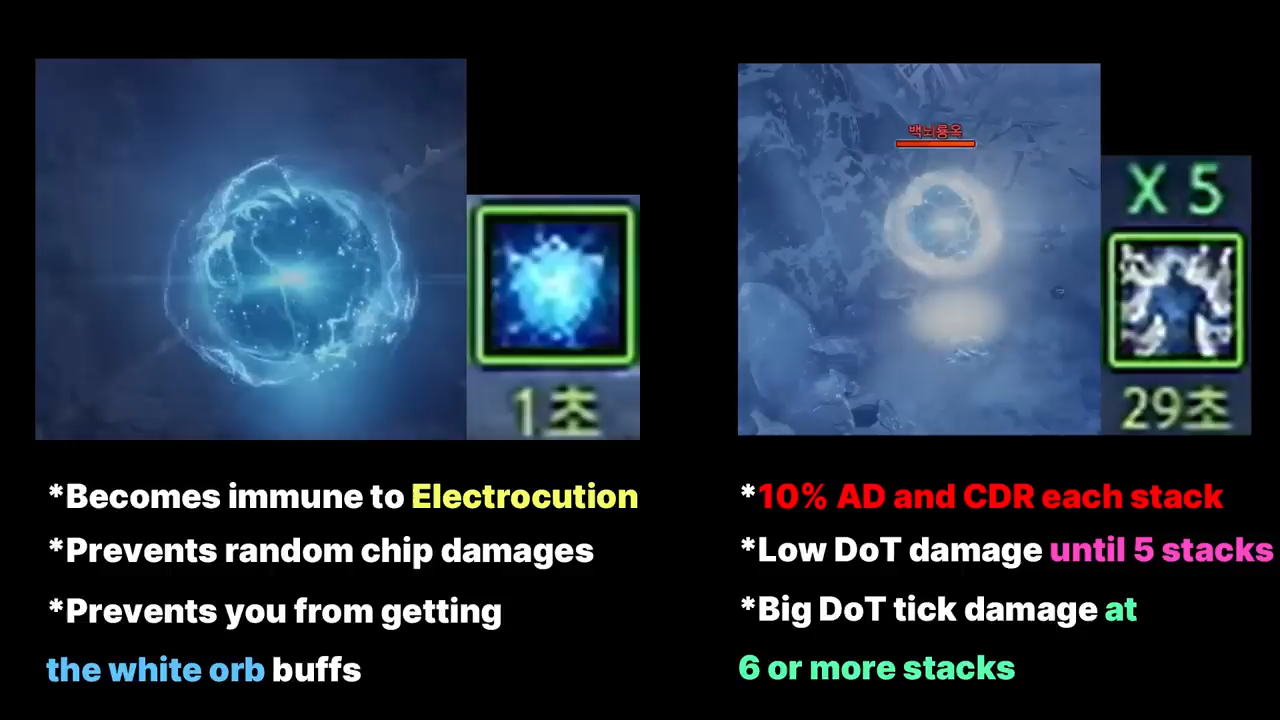 백뇌룡옥
X 5
1초
29초
*Becomes immune to Electrocution
*Prevents random chip damages
*Prevents you from getting
the white orb buffs
*10% AD and CDR each stack
*Low DoT damage until 5 stacks
*Big DoT tick damage at
6 or more stacks